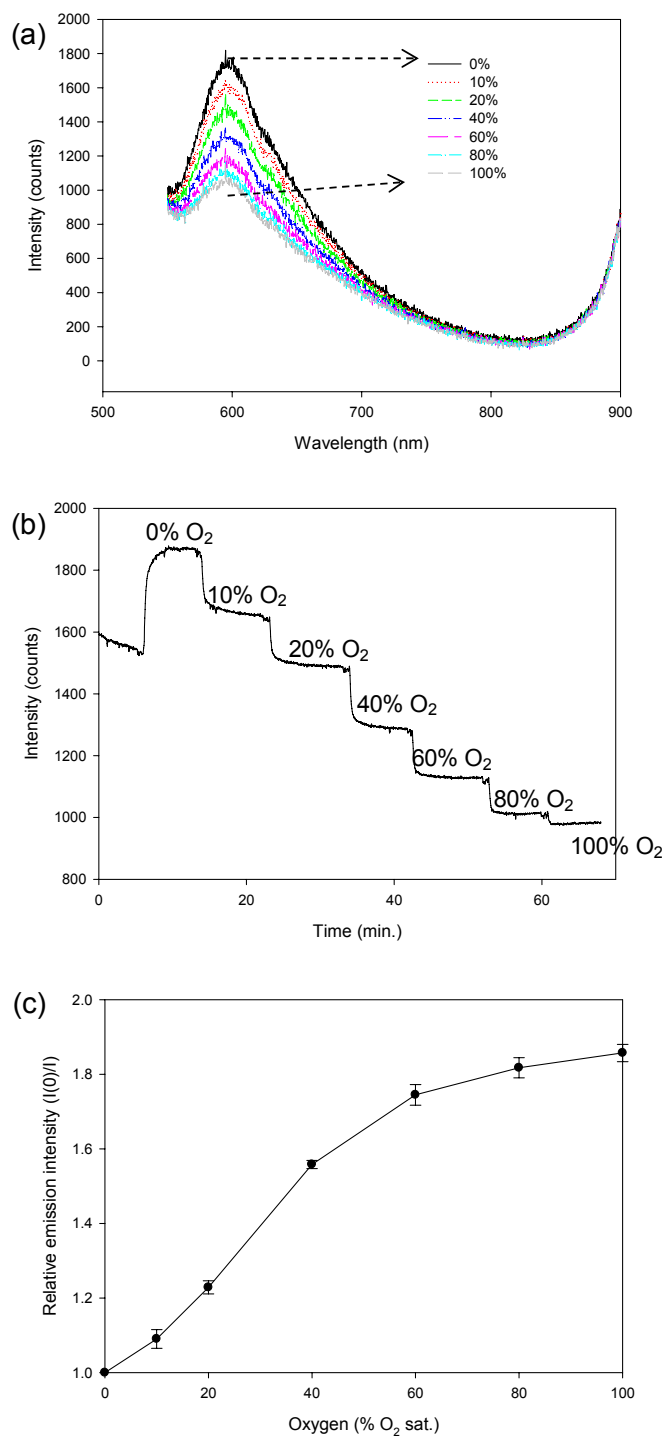 (a)
2000
1800
1600
1400
1200
1000
800
600
400
200
0
Intensity (counts)
0%
10%
20%
40%
60%
80%
100%
500 600 700 800 900
Wavelength (nm)
(b)
2000
1800
1600
1400
1200
1000
800
Intensity (counts)
0% O₂
10% O₂
20% O₂
40% O₂
60% O₂
80% O₂
100% O₂
0 20 40 60
Time (min.)
(c)
2.0
1.8
1.6
1.4
1.2
1.0
Relative emission intensity (I(0)/I)
0 20 40 60 80 100
Oxygen (% O₂ sat.)